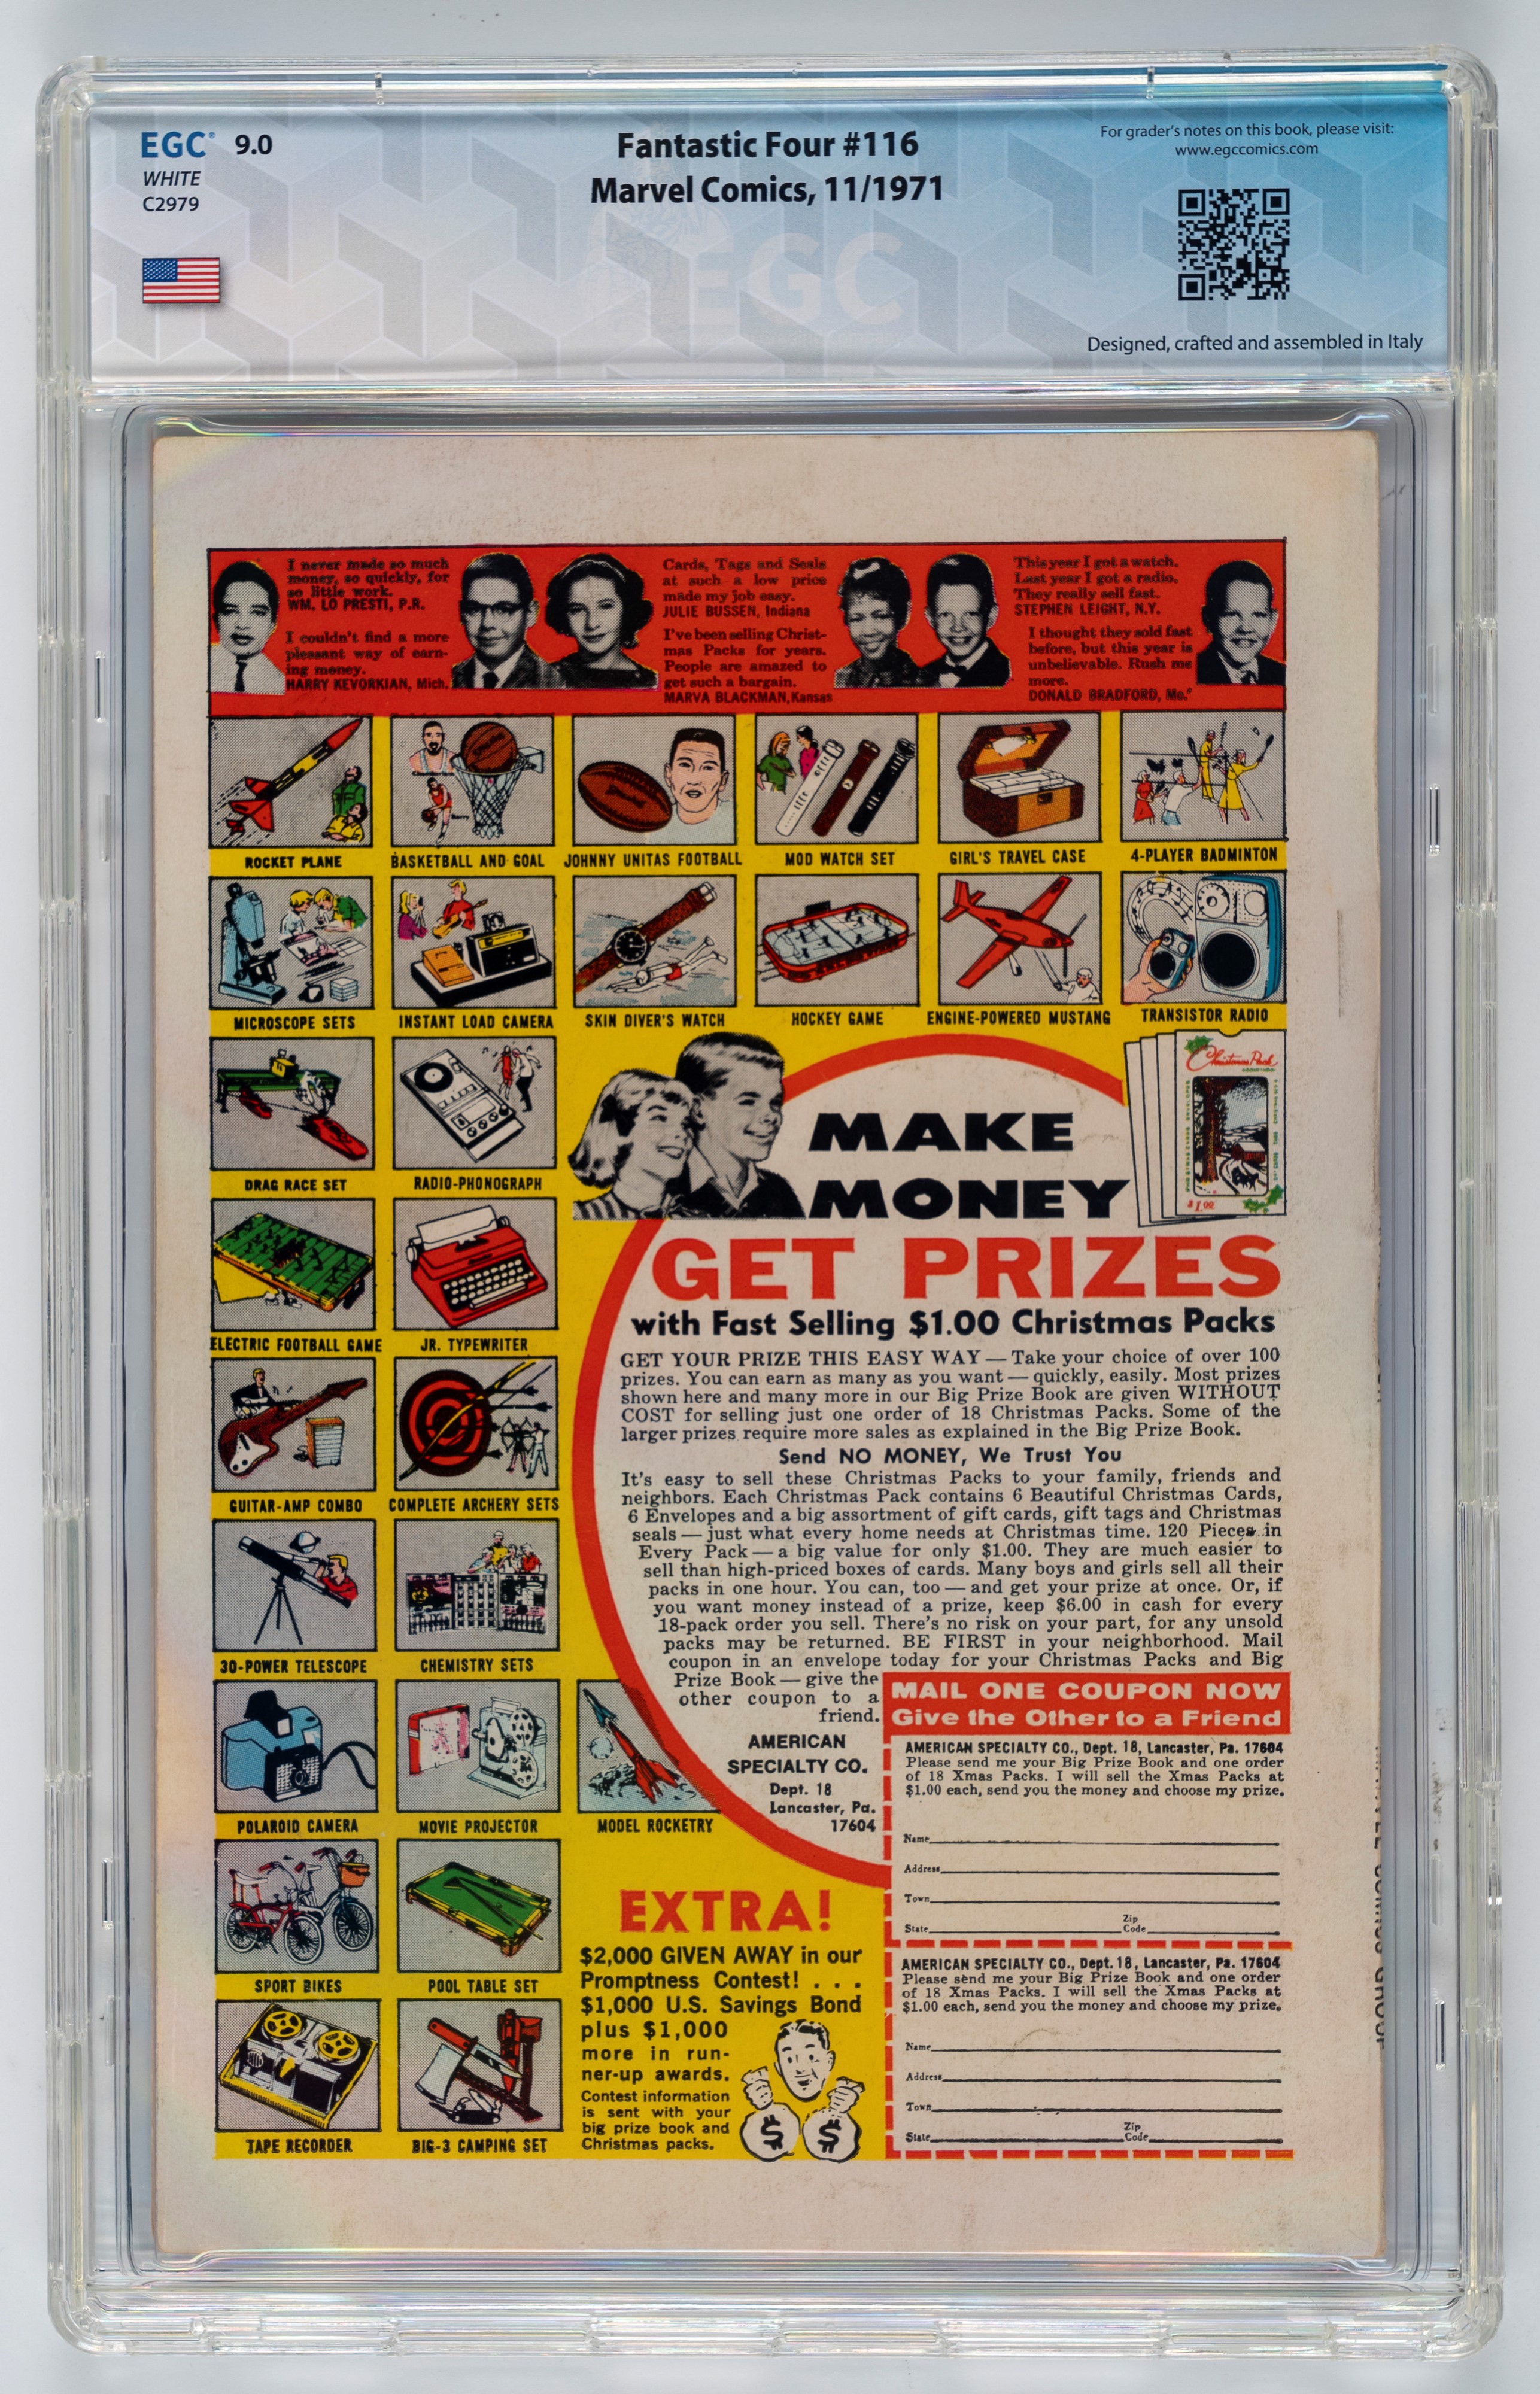 EGC® 9.0
WHITE
C2979
Fantastic Four #116
Marvel Comics, 11/1971
For grader's notes on this book, please visit:
www.egccomics.com
EGC
Designed, crafted and assembled in Italy
I never made so much
money, so quickly, for
so little work.
WM. LO PRESTI, P.R.
I couldn't find a more
pleasant way of earn-
ing money.
HARRY KEVORKIAN, Mich.
Cards, Tags and Seals
at such a low price
made my job easy.
JULIE BUSSEN, Indiana
I've been selling Christ-
mas Packs for years.
People are amazed to
get such a bargain.
MARVA BLACKMAN, Kansas
This year I got a watch.
Last year I got a radio.
They really sell fast.
STEPHEN LEIGHT, N.Y.
I thought they sold fast
before, but this year is
unbelievable. Rush me
more.
DONALD BRADFORD, Mo.
ROCKET PLANE
BASKETBALL AND GOAL
JOHNNY UNITAS FOOTBALL
MOD WATCH SET
GIRL'S TRAVEL CASE
4-PLAYER BADMINTON
MICROSCOPE SETS
INSTANT LOAD CAMERA
SKIN DIVER'S WATCH
HOCKEY GAME
ENGINE-POWERED MUSTANG
TRANSISTOR RADIO
DRAG RACE SET
RADIO-PHONOGRAPH
Christmas Pack
$1.00
MAKE
MONEY
GET PRIZES
with Fast Selling $1.00 Christmas Packs
ELECTRIC FOOTBALL GAME
JR. TYPEWRITER
GUITAR-AMP COMBO
COMPLETE ARCHERY SETS
30-POWER TELESCOPE
CHEMISTRY SETS
POLAROID CAMERA
MOVIE PROJECTOR
MODEL ROCKETRY
SPORT BIKES
POOL TABLE SET
TAPE RECORDER
BIG-3 CAMPING SET
GET YOUR PRIZE THIS EASY WAY — Take your choice of over 100
prizes. You can earn as many as you want — quickly, easily. Most prizes
shown here and many more in our Big Prize Book are given WITHOUT
COST for selling just one order of 18 Christmas Packs. Some of the
larger prizes require more sales as explained in the Big Prize Book.
Send NO MONEY, We Trust You
It's easy to sell these Christmas Packs to your family, friends and
neighbors. Each Christmas Pack contains 6 Beautiful Christmas Cards,
6 Envelopes and a big assortment of gift cards, gift tags and Christmas
seals — just what every home needs at Christmas time. 120 Pieces in
Every Pack — a big value for only $1.00. They are much easier to
sell than high-priced boxes of cards. Many boys and girls sell all their
packs in one hour. You can, too — and get your prize at once. Or, if
you want money instead of a prize, keep $6.00 in cash for every
18-pack order you sell. There's no risk on your part, for any unsold
packs may be returned. BE FIRST in your neighborhood. Mail
coupon in an envelope today for your Christmas Packs and Big
Prize Book — give the
other coupon to a
friend.
AMERICAN
SPECIALTY CO.
Dept. 18
Lancaster, Pa.
17604
MAIL ONE COUPON NOW
Give the Other to a Friend
AMERICAN SPECIALTY CO., Dept. 18, Lancaster, Pa. 17604
Please send me your Big Prize Book and one order
of 18 Xmas Packs. I will sell the Xmas Packs at
$1.00 each, send you the money and choose my prize.
Name
Address
Town
State Zip Code
AMERICAN SPECIALTY CO., Dept. 18, Lancaster, Pa. 17604
Please send me your Big Prize Book and one order
of 18 Xmas Packs. I will sell the Xmas Packs at
$1.00 each, send you the money and choose my prize.
Name
Address
Town
State Zip Code
EXTRA!
$2,000 GIVEN AWAY in our
Promptness Contest! . . .
$1,000 U.S. Savings Bond
plus $1,000
more in run-
ner-up awards.
Contest information
is sent with your
big prize book and
Christmas packs.
$ $